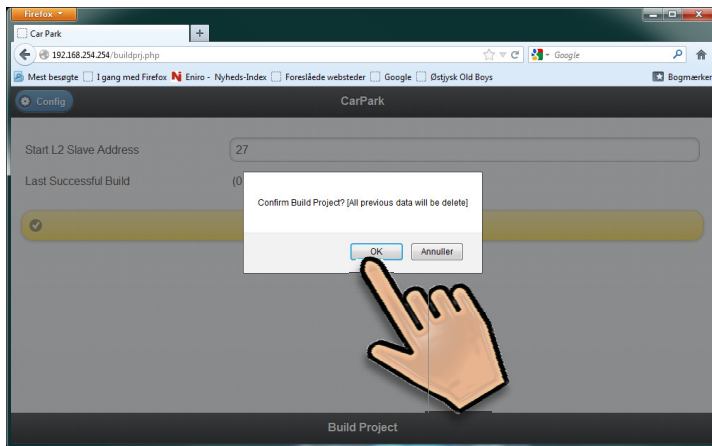 Firefox
Car Park
192.168.254.254/buildprj.php
Google
Mest besøgte
I gang med Firefox
Eniro - Nyheds-Index
Foreslåede websteder
Google
Østjysk Old Boys
Bogmærker
Config
CarPark
Start L2 Slave Address
27
Last Successful Build
(0
Confirm Build Project? [All previous data will be delete]
OK
Annuller
Build Project